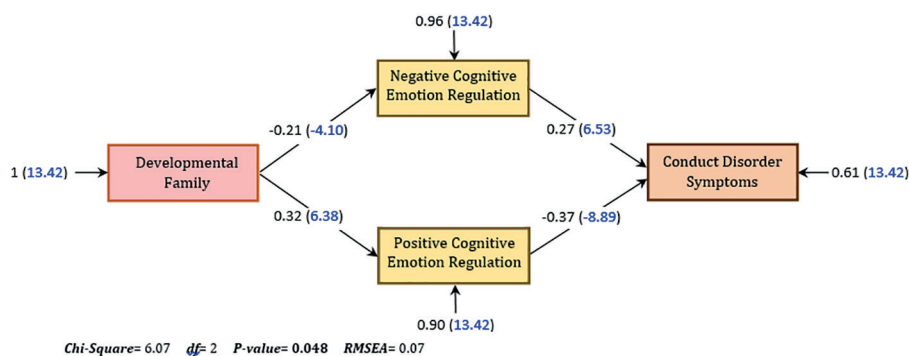 0.96 (13.42)
Negative Cognitive
Emotion Regulation
-0.21 (-4.10)
0.27 (6.53)
1 (13.42)
Developmental
Family
Conduct Disorder
Symptoms
0.61 (13.42)
0.32 (6.38)
-0.37 (-8.89)
Positive Cognitive
Emotion Regulation
0.90 (13.42)
Chi-Square= 6.07 df= 2 P-value= 0.048 RMSEA= 0.07